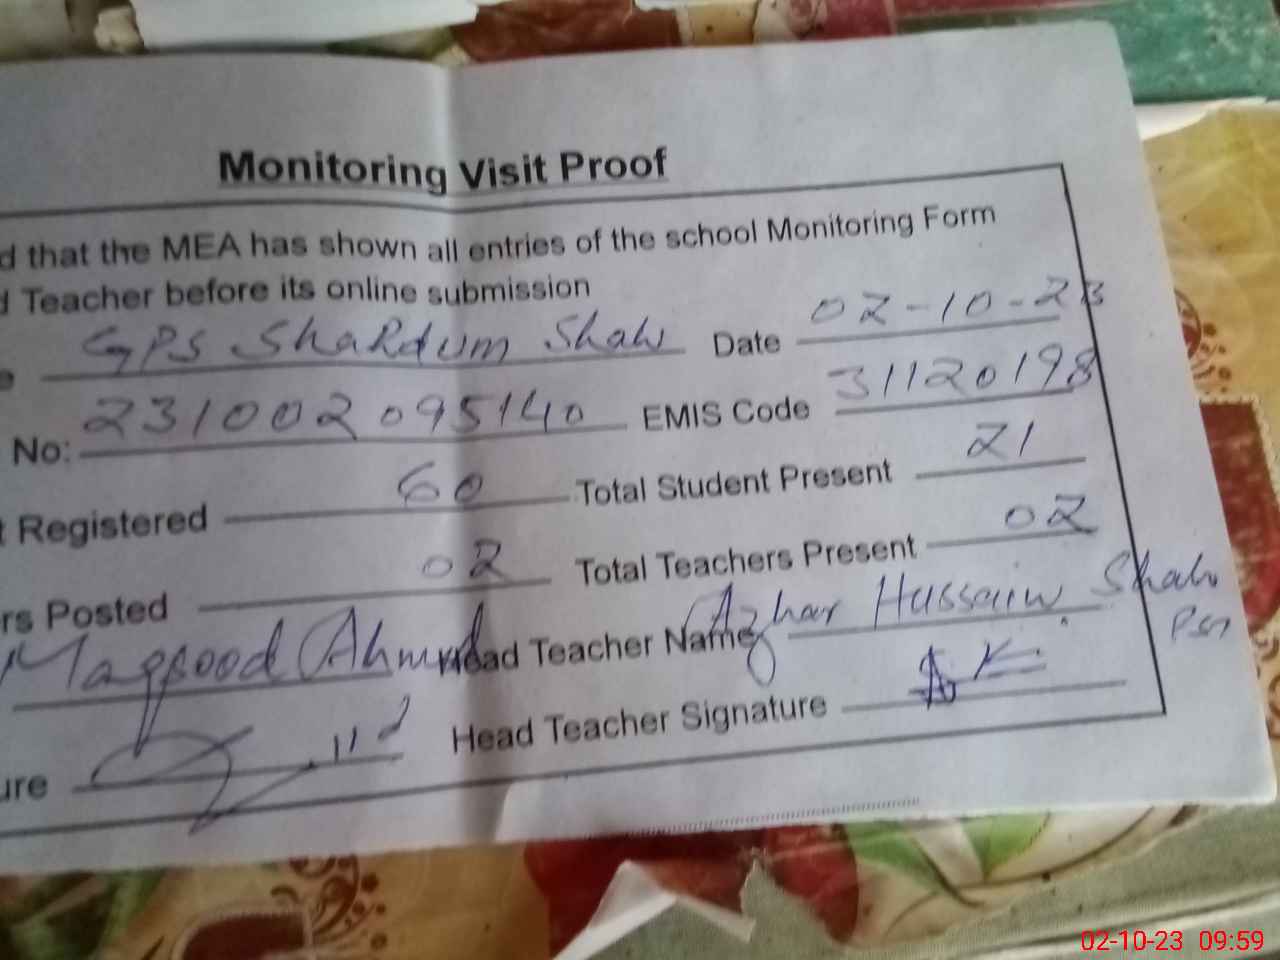 Monitoring Visit Proof
d that the MEA has shown all entries of the school Monitoring Form
d Teacher before its online submission
e GPS Shahdum Shah Date 02-10-23
No: 231002095140 EMIS Code 31120198
t Registered 60 Total Student Present 21
rs Posted 02 Total Teachers Present 02
Maqsood Ahmd Head Teacher Name Azhar Hussain Shah
PST
ure Head Teacher Signature
02-10-23 09:59